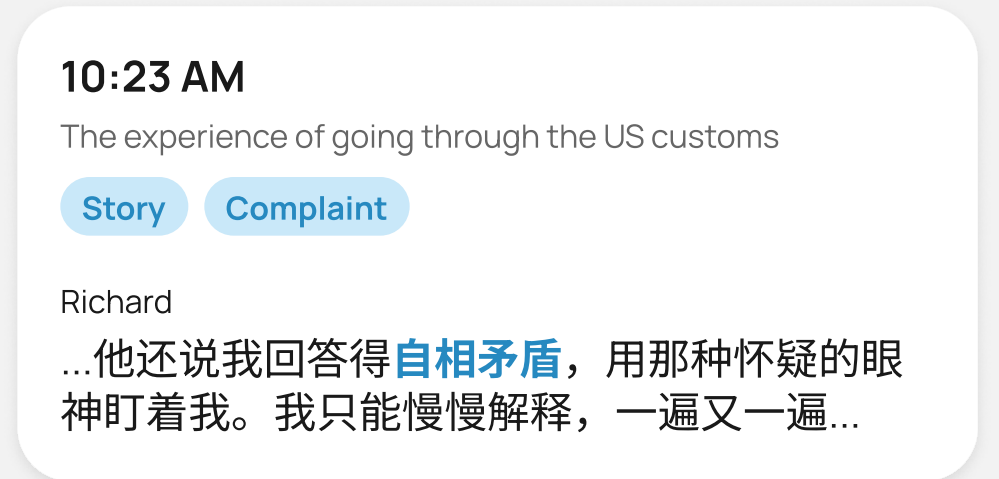 10:23 AM
The experience of going through the US customs
Story Complaint
Richard
...他还说我回答得自相矛盾，用那种怀疑的眼
神盯着我。我只能慢慢解释，一遍又一遍...